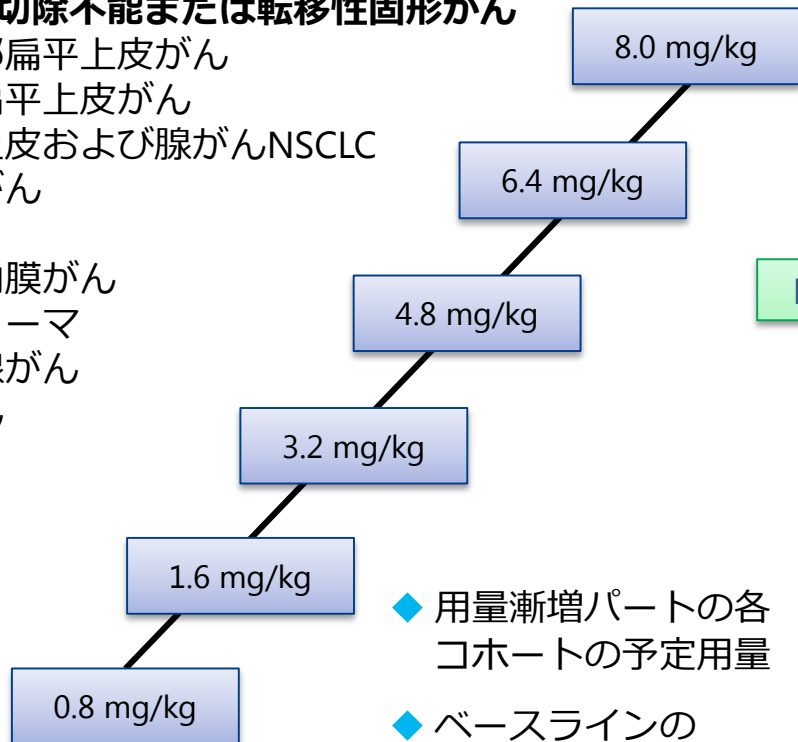 切除不能または転移性固形がん
扁平上皮がん
平上皮がん
皮および腺がんNSCLC
がん
膜がん
ーマ
がん
8.0 mg/kg
6.4 mg/kg
4.8 mg/kg
3.2 mg/kg
1.6 mg/kg
0.8 mg/kg
◆ 用量漸増パートの各
コホートの予定用量
◆ ベースラインの